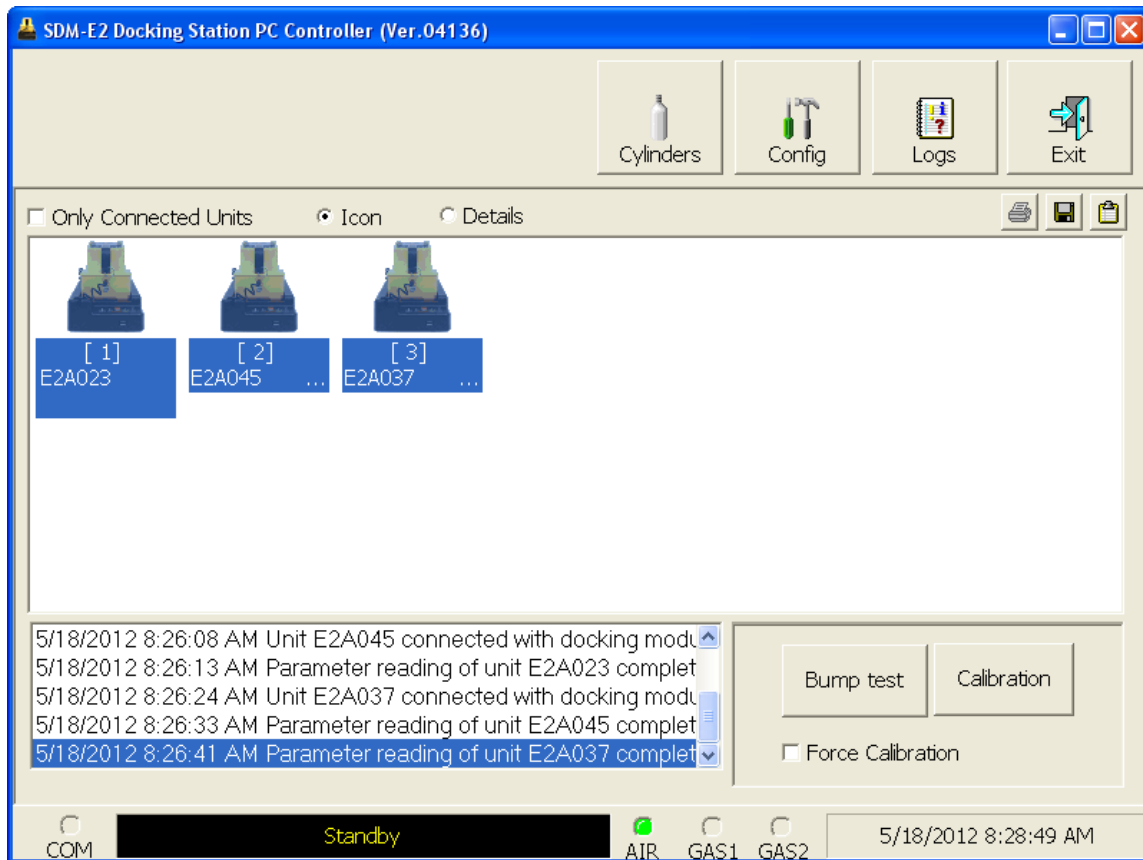 SDM-E2 Docking Station PC Controller (Ver.04136)
Cylinders Config Logs Exit
Only Connected Units Icon Details
[ 1] [ 2] [ 3]
E2A023 E2A045 ... E2A037 ...
5/18/2012 8:26:08 AM Unit E2A045 connected with docking modu
5/18/2012 8:26:13 AM Parameter reading of unit E2A023 complet
5/18/2012 8:26:24 AM Unit E2A037 connected with docking modu
5/18/2012 8:26:33 AM Parameter reading of unit E2A045 complet
5/18/2012 8:26:41 AM Parameter reading of unit E2A037 complet
Bump test Calibration
Force Calibration
COM Standby AIR GAS1 GAS2 5/18/2012 8:28:49 AM